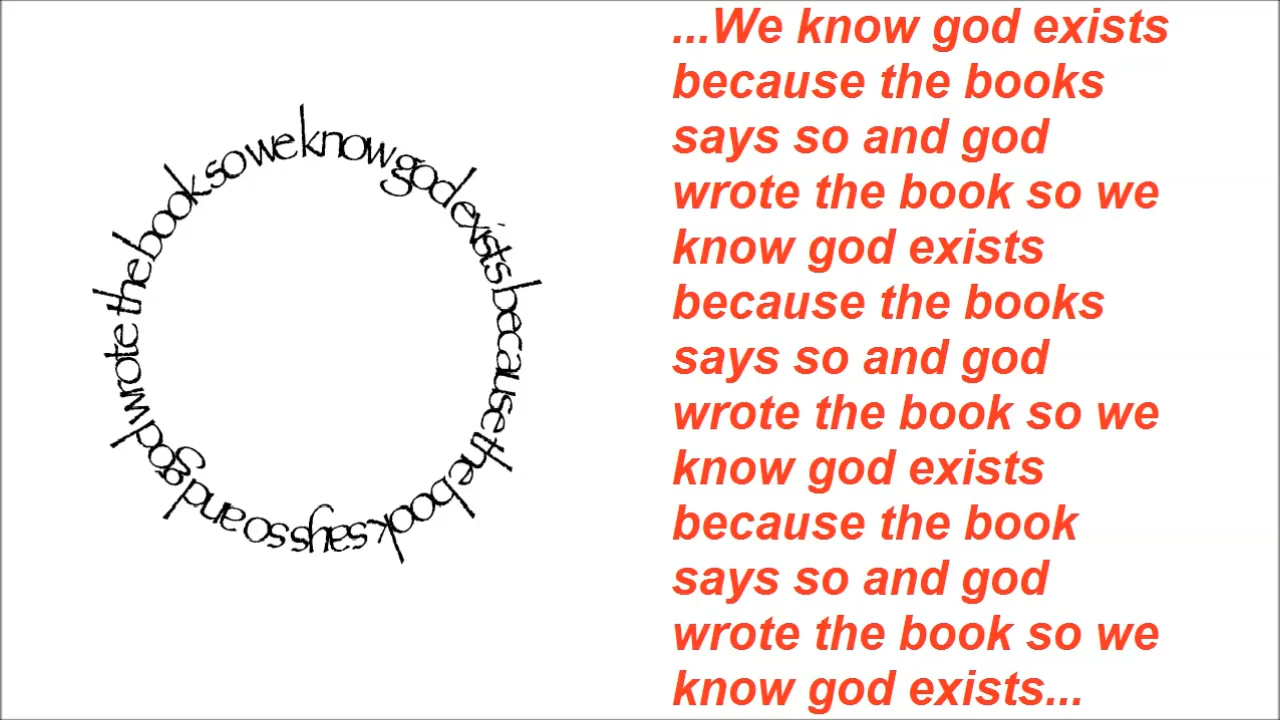 so we know god exists because the book says so and god wrote the book
...We know god exists
because the books
says so and god
wrote the book so we
know god exists
because the books
says so and god
wrote the book so we
know god exists
because the book
says so and god
wrote the book so we
know god exists...